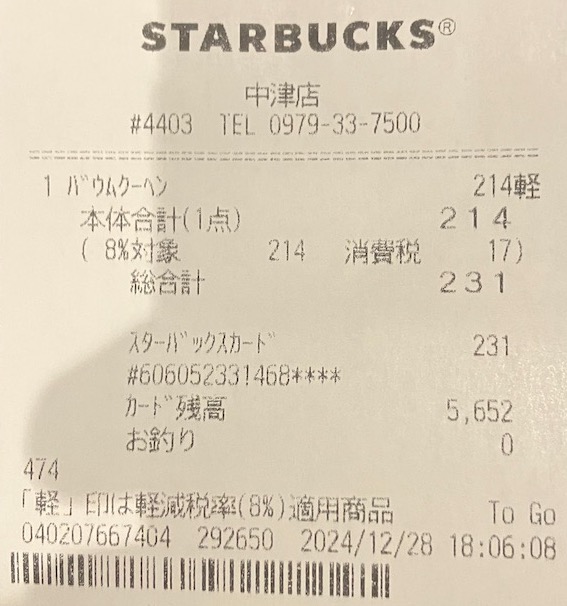 STARBUCKS®
中津店
#4403 TEL 0979-33-7500
1 ﾊﾞｳﾑｸｰﾍﾝ 214軽
本体合計(1点) 214
( 8%対象 214 消費税 17)
総合計 231
ｽﾀｰﾊﾞｯｸｽｶｰﾄﾞ 231
#606052331468****
ｶｰﾄﾞ残高 5,652
お釣り 0
474
「軽」印は軽減税率(8%)適用商品 To Go
040207667404 292650 2024/12/28 18:06:08